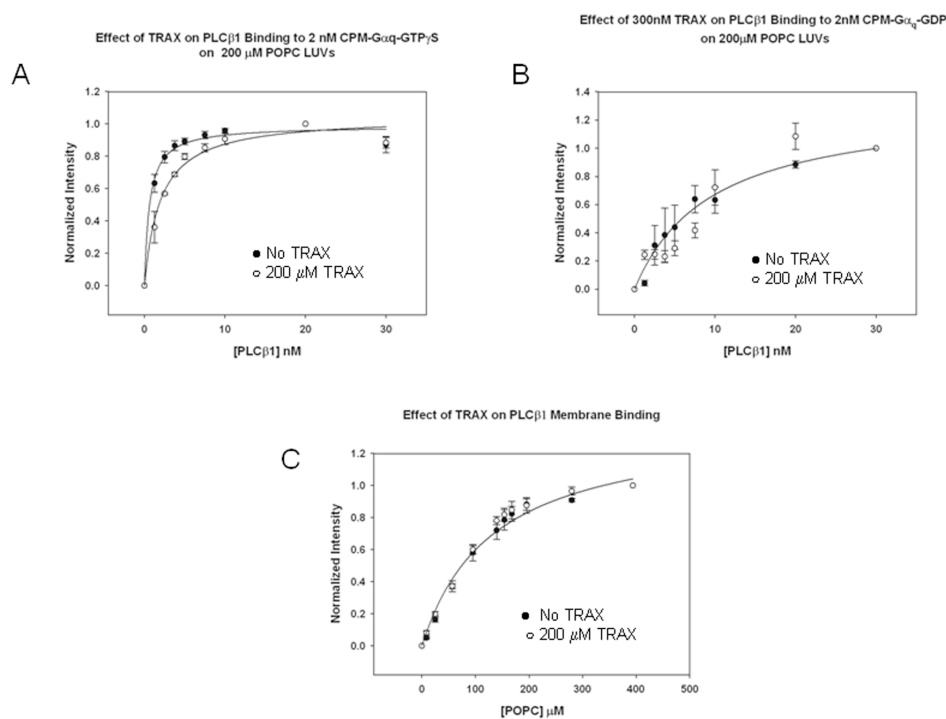 Effect of TRAX on PLCβ1 Binding to 2 nM CPM-Gαq-GTPγS
on 200 μM POPC LUVs
A
1.2
1.0
0.8
0.6
0.4
0.2
0.0
Normalized Intensity
No TRAX
200 μM TRAX
0 10 20 30
[PLCβ1] nM
Effect of 300nM TRAX on PLCβ1 Binding to 2nM CPM-Gαq-GDP
on 200μM POPC LUVs
B
1.4
1.2
1.0
0.8
0.6
0.4
0.2
0.0
Normalized Intensity
No TRAX
200 μM TRAX
0 10 20 30
[PLCβ1] nM
Effect of TRAX on PLCβ1 Membrane Binding
C
1.2
1.0
0.8
0.6
0.4
0.2
0.0
Normalized Intensity
No TRAX
200 μM TRAX
0 100 200 300 400 500
[POPC] μM